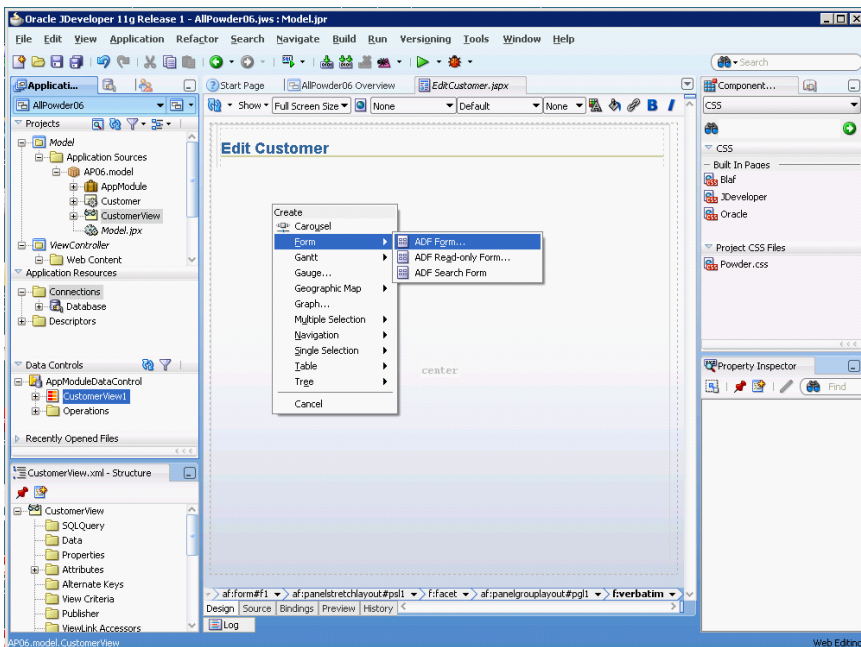 Oracle JDeveloper 11g Release 1 - AllPowder06.jws : Model.jpr
File Edit View Application Refactor Search Navigate Build Run Versioning Tools Window Help
Search
Applicati...
AllPowder06
Projects
Model
Application Sources
AP06.model
AppModule
Customer
CustomerView
Model.jpx
ViewController
Web Content
Application Resources
Connections
Database
Descriptors
Data Controls
AppModuleDataControl
CustomerView1
Operations
Recently Opened Files
CustomerView.xml - Structure
CustomerView
SQLQuery
Data
Properties
Attributes
Alternate Keys
View Criteria
Publisher
ViewLink Accessors
AP06.model.CustomerView
Start Page AllPowder06 Overview EditCustomer.jspx
Show Full Screen Size None Default None B I
Edit Customer
Create
Carousel
Form
Gantt
Gauge...
Geographic Map
Graph...
Multiple Selection
Navigation
Single Selection
Table
Tree
Cancel
ADF Form...
ADF Read-only Form...
ADF Search Form
center
af:form#f1 af:panelstretchlayout#psl1 f:facet af:panelgrouplayout#pgl1 f:verbatim
Design Source Bindings Preview History
Log
Component...
CSS
CSS
Built In Pages
Blaf
JDeveloper
Oracle
Project CSS Files
Powder.css
Property Inspector
Find
Web Editing